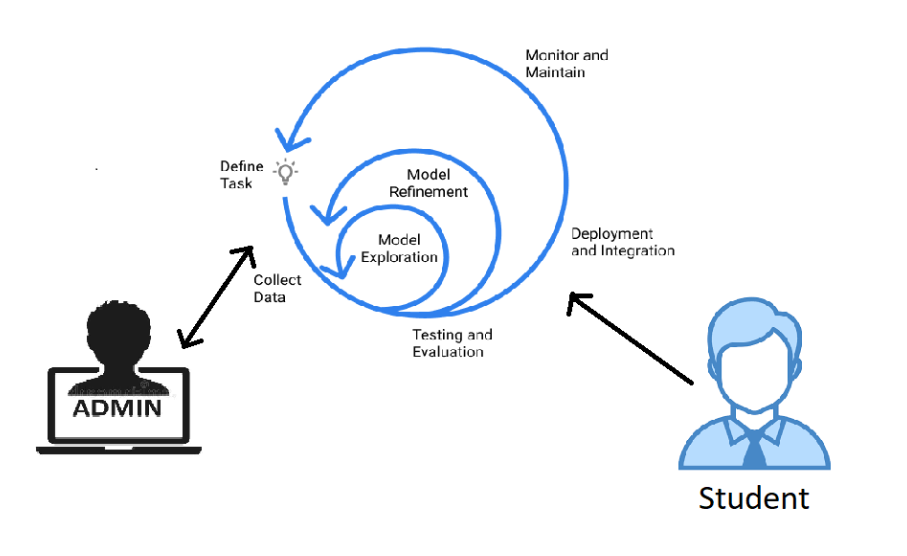 Monitor and
Maintain
Define
Task
Model
Refinement
Model
Exploration
Deployment
and Integration
Collect
Data
Testing and
Evaluation
ADMIN
Student